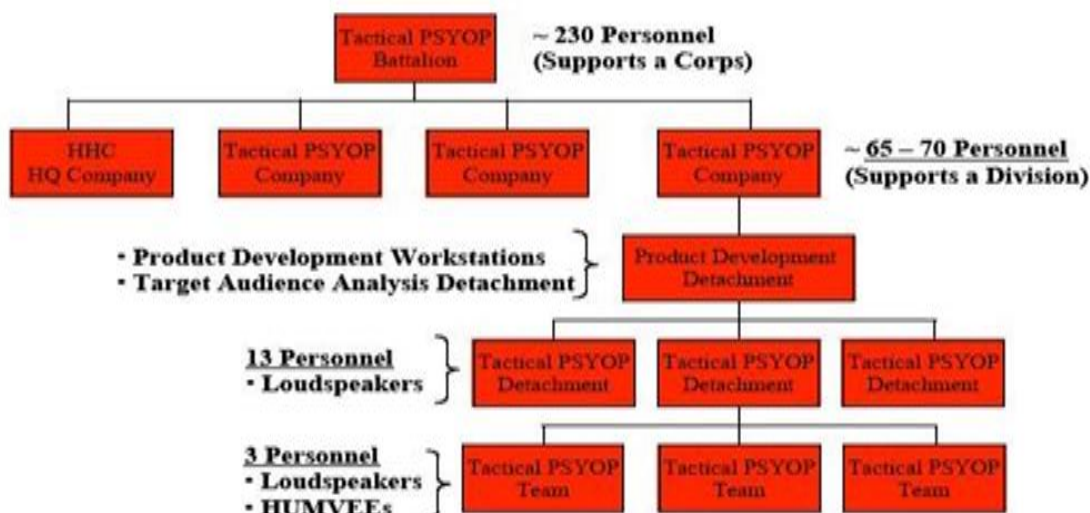 Tactical PSYOP
Battalion
~ 230 Personnel
(Supports a Corps)
HHC
HQ Company
Tactical PSYOP
Company
Tactical PSYOP
Company
Tactical PSYOP
Company
~ 65 – 70 Personnel
(Supports a Division)
· Product Development Workstations
· Target Audience Analysis Detachment
Product Development
Detachment
13 Personnel
· Loudspeakers
Tactical PSYOP
Detachment
Tactical PSYOP
Detachment
Tactical PSYOP
Detachment
3 Personnel
· Loudspeakers
· HUMVEEs
Tactical PSYOP
Team
Tactical PSYOP
Team
Tactical PSYOP
Team